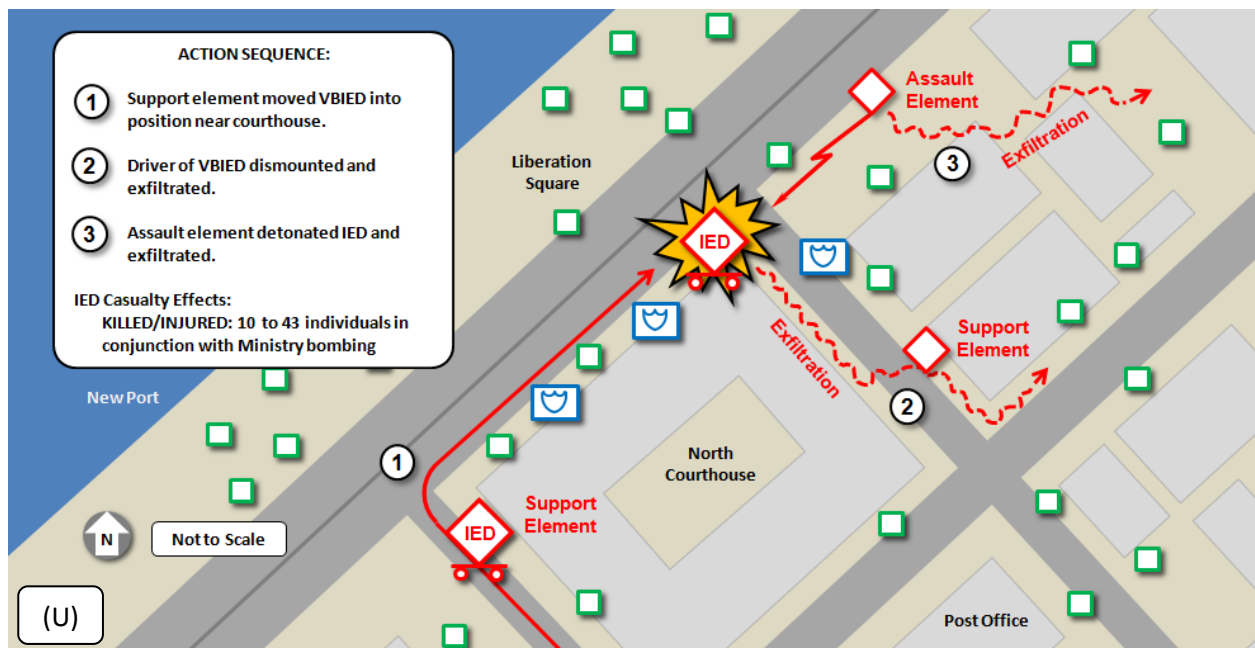 ACTION SEQUENCE:
1 Support element moved VBIED into
position near courthouse.
2 Driver of VBIED dismounted and
exfiltrated.
3 Assault element detonated IED and
exfiltrated.
IED Casualty Effects:
KILLED/INJURED: 10 to 43 individuals in
conjunction with Ministry bombing
Assault
Element
Exfiltration
3
Liberation
Square
IED
Exfiltration
Support
Element
2
New Port
1
North
Courthouse
IED
Support
Element
N
Not to Scale
(U)
Post Office